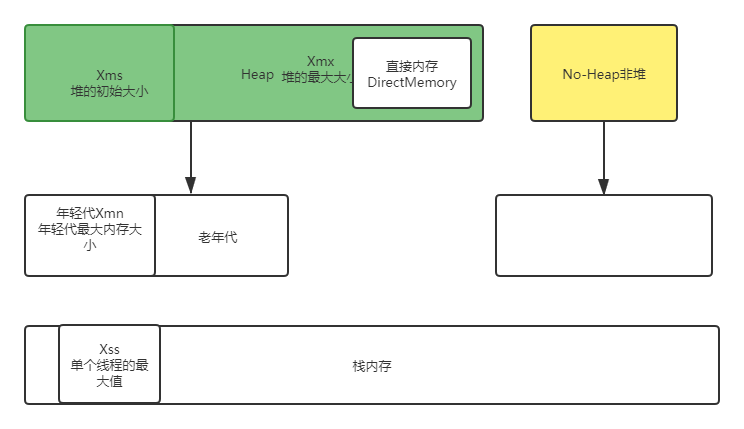 Xms
堆的初始大小
Heap
Xmx
堆的最大大小
直接内存
DirectMemory
No-Heap非堆
年轻代Xmn
年轻代最大内存大
小
老年代
Xss
单个线程的最
大值
栈内存